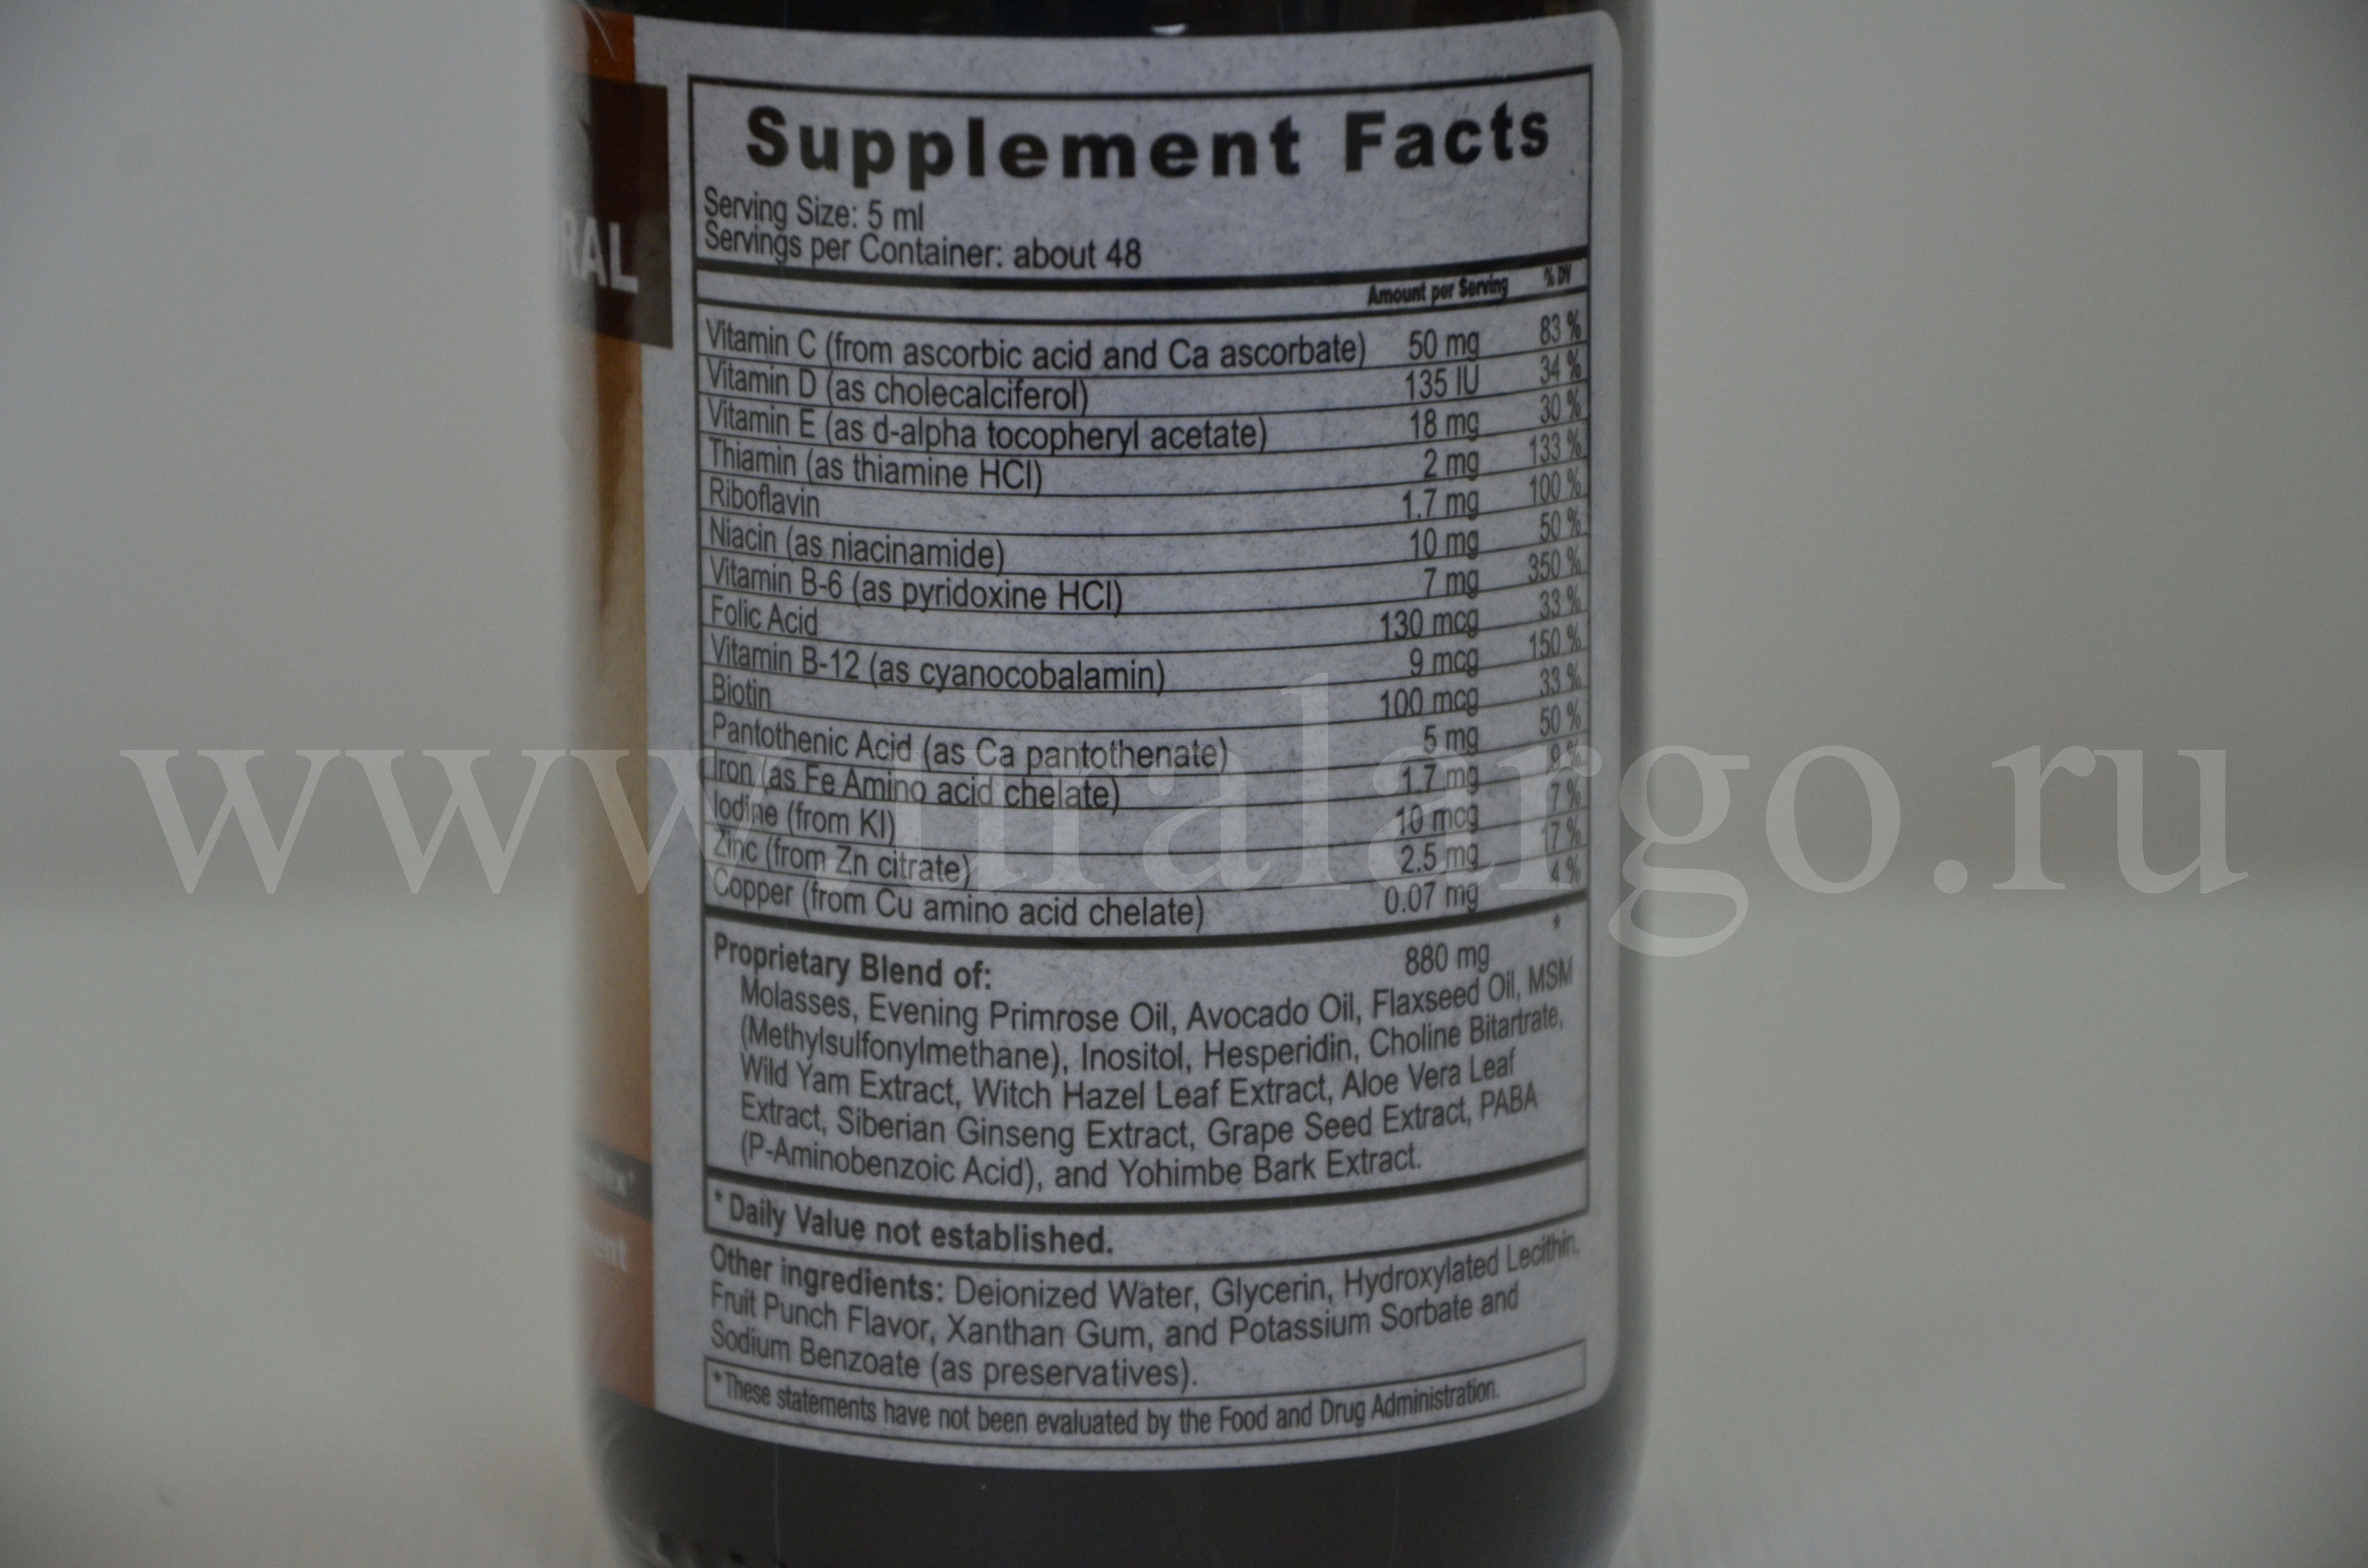 Supplement Facts
Serving Size: 5 ml
Servings per Container: about 48
Amount per Serving % DV
Vitamin C (from ascorbic acid and Ca ascorbate) 50 mg 83 %
Vitamin D (as cholecalciferol) 135 IU 34 %
Vitamin E (as d-alpha tocopheryl acetate) 18 mg 30 %
Thiamin (as thiamine HCl) 2 mg 133 %
Riboflavin 1.7 mg 100 %
Niacin (as niacinamide) 10 mg 50 %
Vitamin B-6 (as pyridoxine HCl) 7 mg 350 %
Folic Acid 130 mcg 33 %
Vitamin B-12 (as cyanocobalamin) 9 mcg 150 %
Biotin 100 mcg 33 %
Pantothenic Acid (as Ca pantothenate) 5 mg 50 %
Iron (as Fe Amino acid chelate) 1.7 mg 9 %
Iodine (from KI) 10 mcg 7 %
Zinc (from Zn citrate) 2.5 mg 17 %
Copper (from Cu amino acid chelate) 0.07 mg 4 %
Proprietary Blend of: 880 mg *
Molasses, Evening Primrose Oil, Avocado Oil, Flaxseed Oil, MSM
(Methylsulfonylmethane), Inositol, Hesperidin, Choline Bitartrate,
Wild Yam Extract, Witch Hazel Leaf Extract, Aloe Vera Leaf
Extract, Siberian Ginseng Extract, Grape Seed Extract, PABA
(P-Aminobenzoic Acid), and Yohimbe Bark Extract.
* Daily Value not established.
Other ingredients: Deionized Water, Glycerin, Hydroxylated Lecithin,
Fruit Punch Flavor, Xanthan Gum, and Potassium Sorbate and
Sodium Benzoate (as preservatives).
*These statements have not been evaluated by the Food and Drug Administration.
www.uralargo.ru